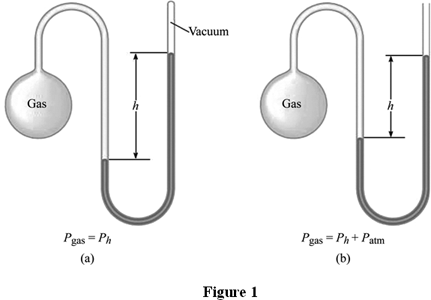 Vacuum
Gas
h
Pgas = Ph
(a)
Gas
h
Pgas = Ph + Patm
(b)
Figure 1